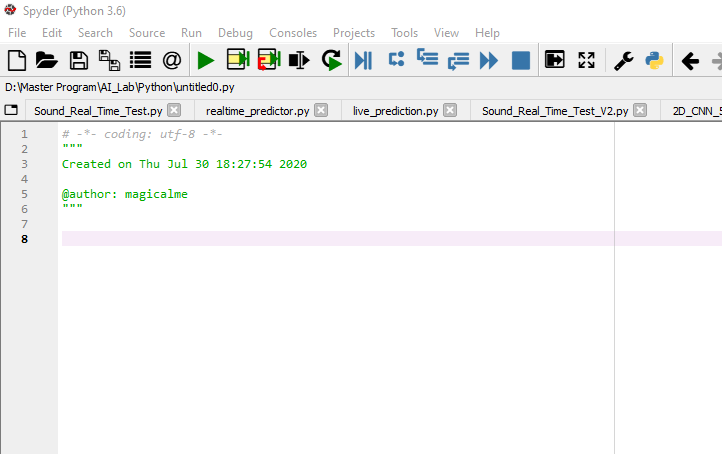 Spyder (Python 3.6)
File Edit Search Source Run Debug Consoles Projects Tools View Help
D:\Master Program\AI_Lab\Python\untitled0.py
Sound_Real_Time_Test.py realtime_predictor.py live_prediction.py Sound_Real_Time_Test_V2.py 2D_CNN_
1 # -*- coding: utf-8 -*-
2 """
3 Created on Thu Jul 30 18:27:54 2020
4
5 @author: magicalme
6 """
7
8